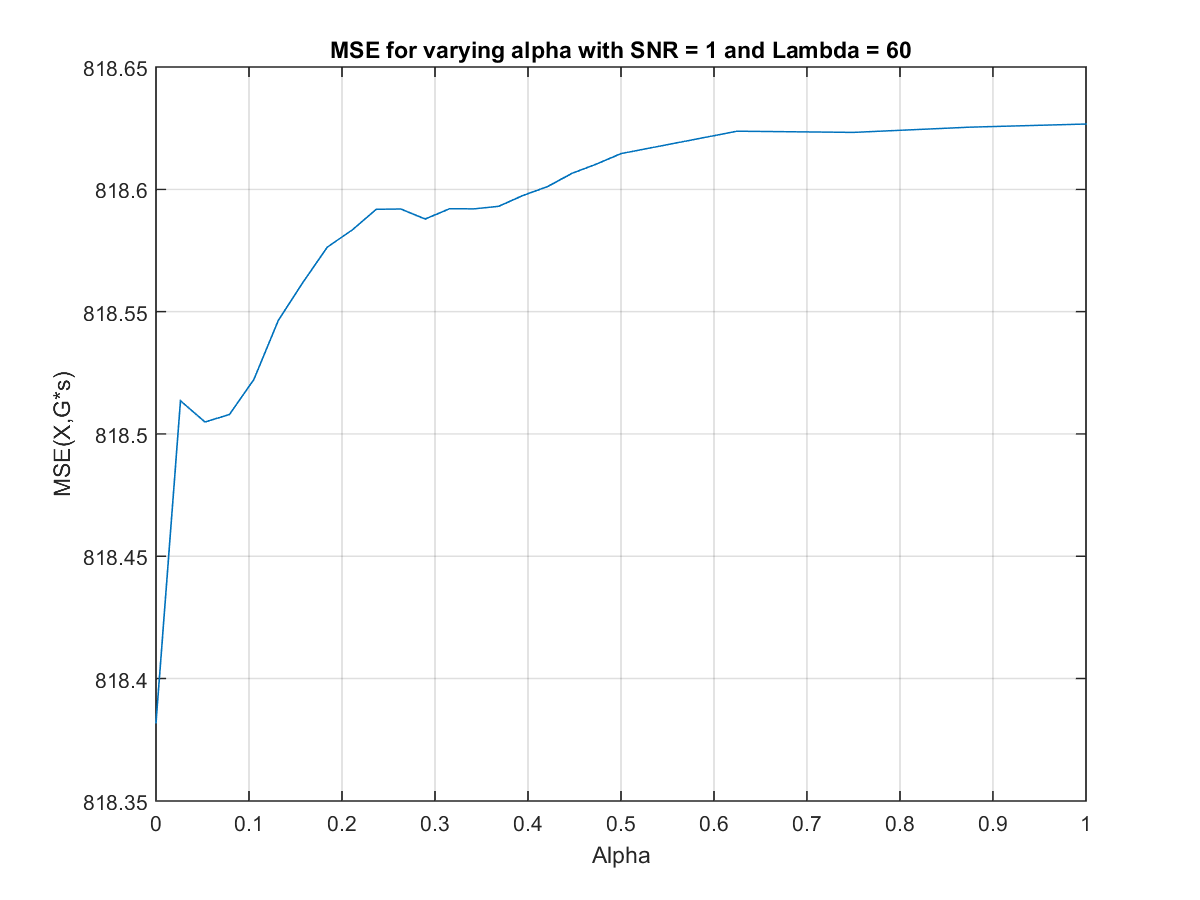 MSE for varying alpha with SNR = 1 and Lambda = 60
818.65
818.6
818.55
818.5
818.45
818.4
818.35
MSE(X,G*s)
0 0.1 0.2 0.3 0.4 0.5 0.6 0.7 0.8 0.9 1
Alpha